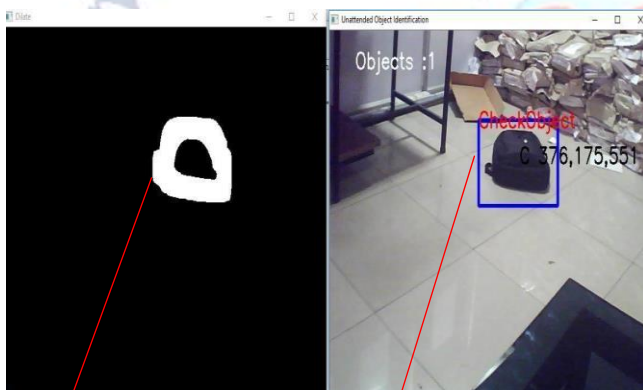 Dilate
Unattended Object Identification
Objects :1
CheckObject
C 376,175,551